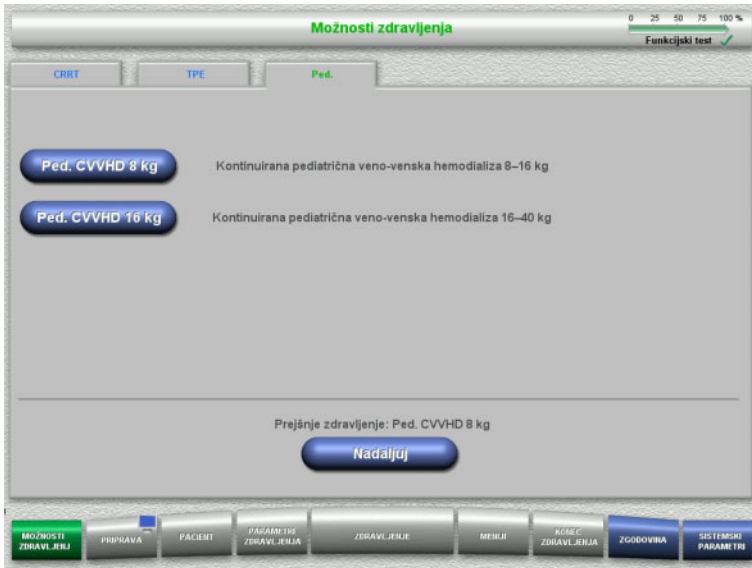 Možnosti zdravljenja
0 25 50 75 100 %
Funkcijski test
CRRT TPE Ped.
Ped. CVVHD 8 kg Kontinuirana pediatrična veno-venska hemodializa 8–16 kg
Ped. CVVHD 16 kg Kontinuirana pediatrična veno-venska hemodializa 16–40 kg
Prejšnje zdravljenje: Ped. CVVHD 8 kg
Nadaljuj
MOŽNOSTI
ZDRAVLJENJ
PRIPRAVA
PACIENT
PARAMETRI
ZDRAVLJENJA
ZDRAVLJENJE
MENIJI
KONEC
ZDRAVLJENJA
ZGODOVINA
SISTEMSKI
PARAMETRI